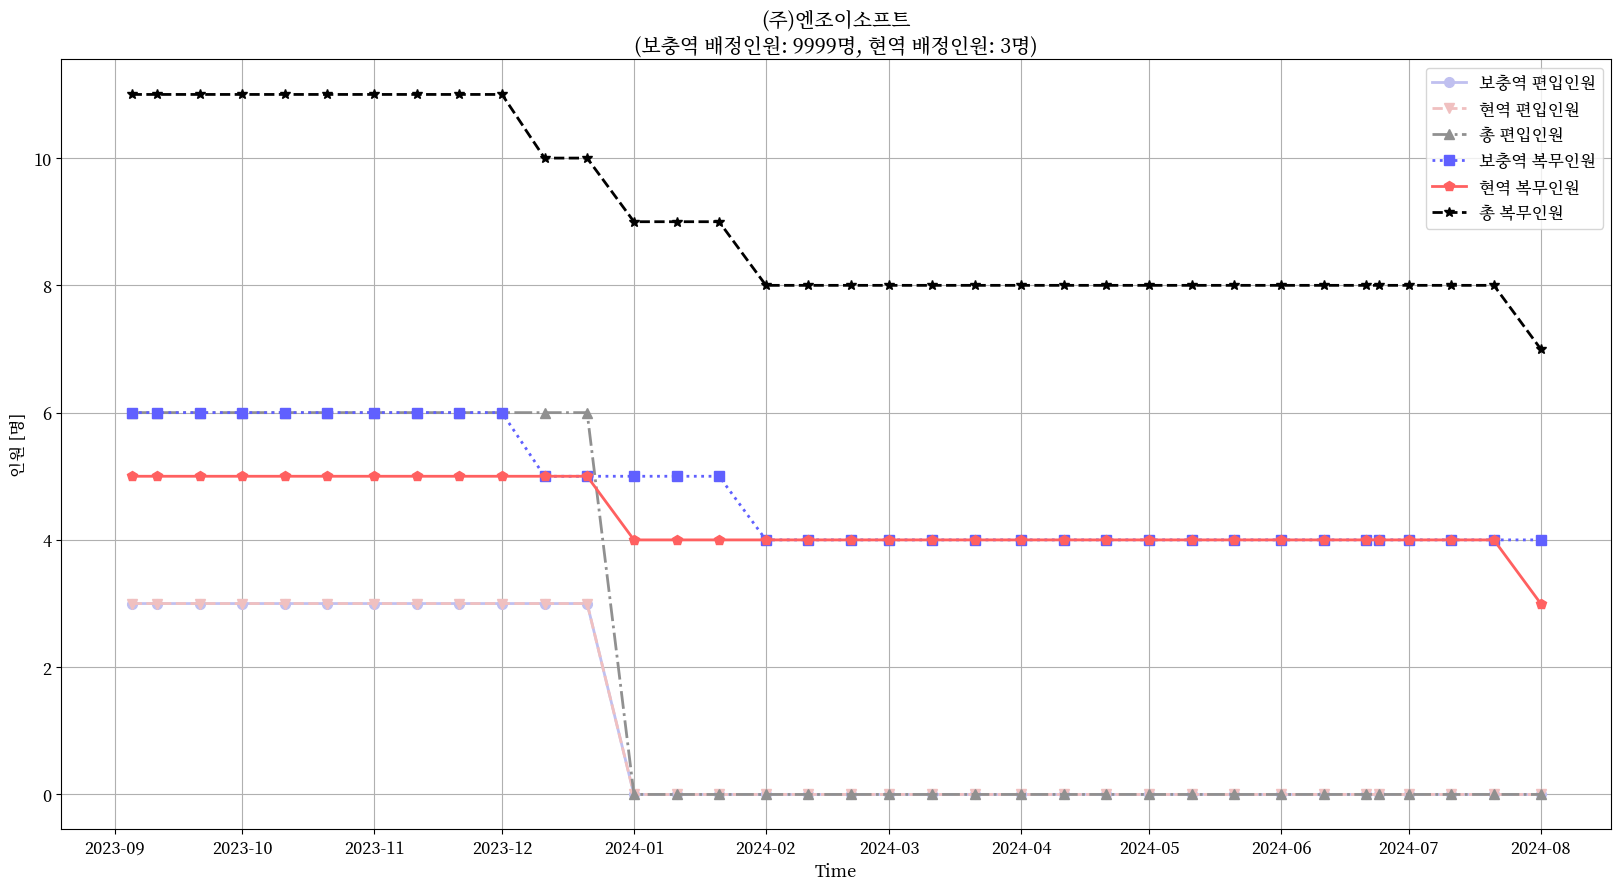 (주)엔조이소프트
(보충역 배정인원: 9999명, 현역 배정인원: 3명)
보충역 편입인원
현역 편입인원
총 편입인원
보충역 복무인원
현역 복무인원
총 복무인원
인원 [명]
10
8
6
4
2
0
2023-09
2023-10
2023-11
2023-12
2024-01
2024-02
2024-03
2024-04
2024-05
2024-06
2024-07
2024-08
Time